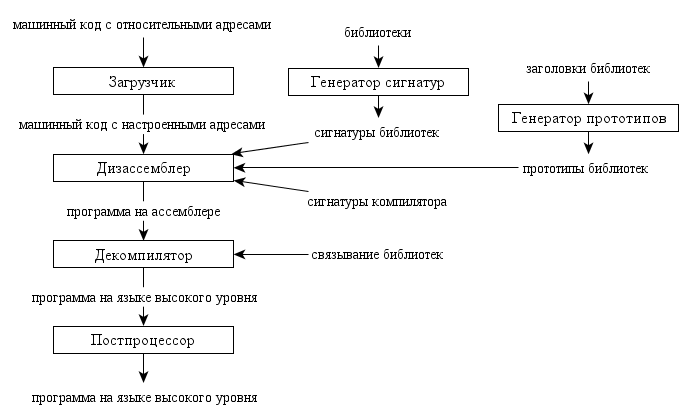 машинный код с относительными адресами
библиотеки
Загрузчик
Генератор сигнатур
заголовки библиотек
Генератор прототипов
машинный код с настроенными адресами
сигнатуры библиотек
Дизассемблер
прототипы библиотек
сигнатуры компилятора
программа на ассемблере
Декомпилятор
связывание библиотек
программа на языке высокого уровня
Постпроцессор
программа на языке высокого уровня